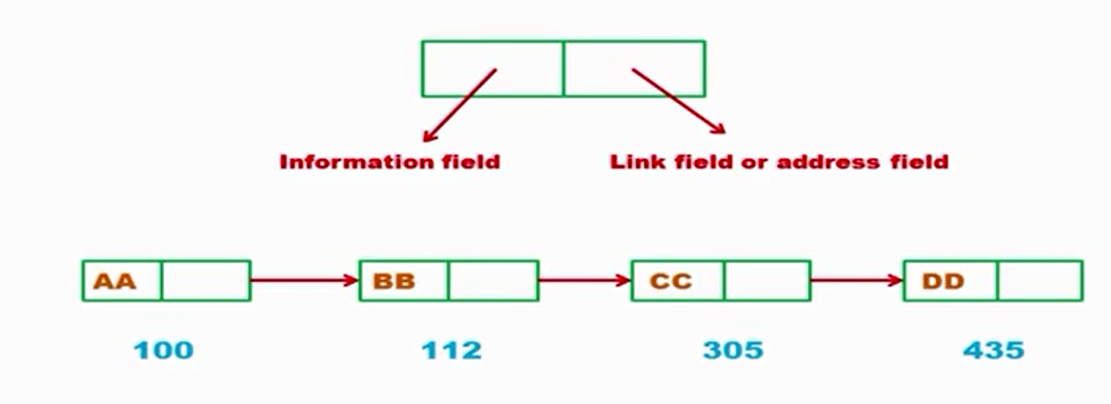 Information field
Link field or address field
AA BB CC DD
100 112 305 435